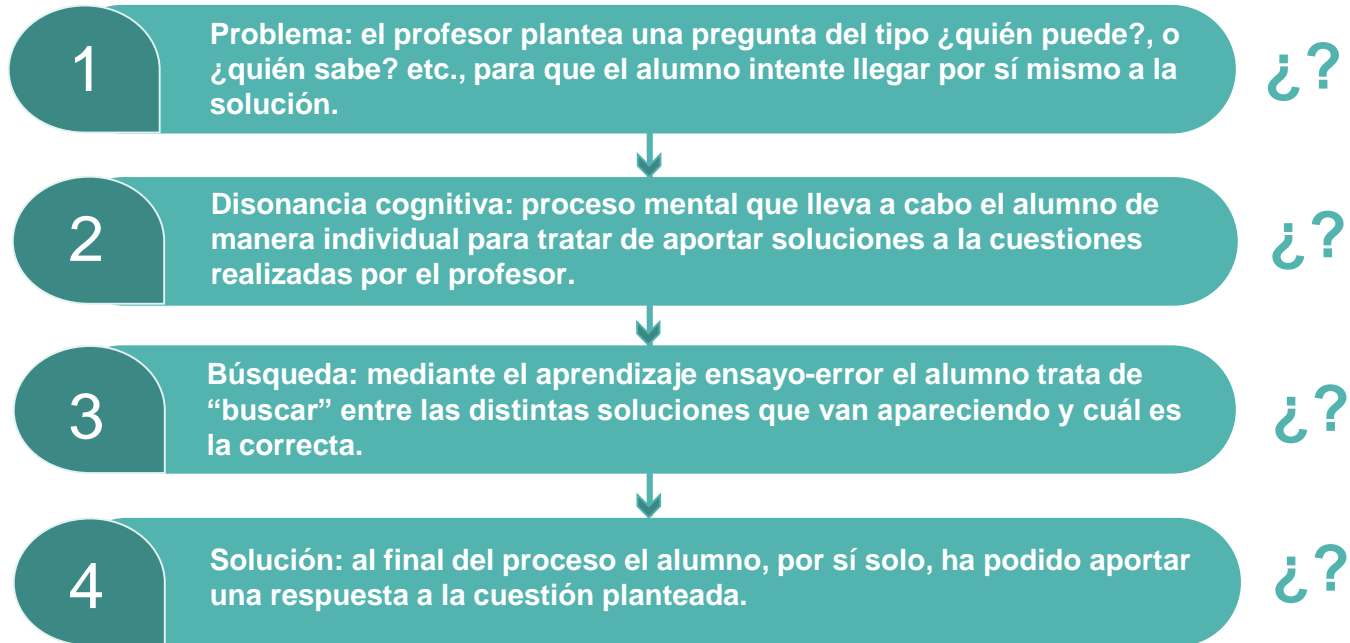 1
Problema: el profesor plantea una pregunta del tipo ¿quién puede?, o
¿quién sabe? etc., para que el alumno intente llegar por sí mismo a la
solución.
¿?
2
Disonancia cognitiva: proceso mental que lleva a cabo el alumno de
manera individual para tratar de aportar soluciones a la cuestiones
realizadas por el profesor.
¿?
3
Búsqueda: mediante el aprendizaje ensayo-error el alumno trata de
“buscar” entre las distintas soluciones que van apareciendo y cuál es
la correcta.
¿?
4
Solución: al final del proceso el alumno, por sí solo, ha podido aportar
una respuesta a la cuestión planteada.
¿?